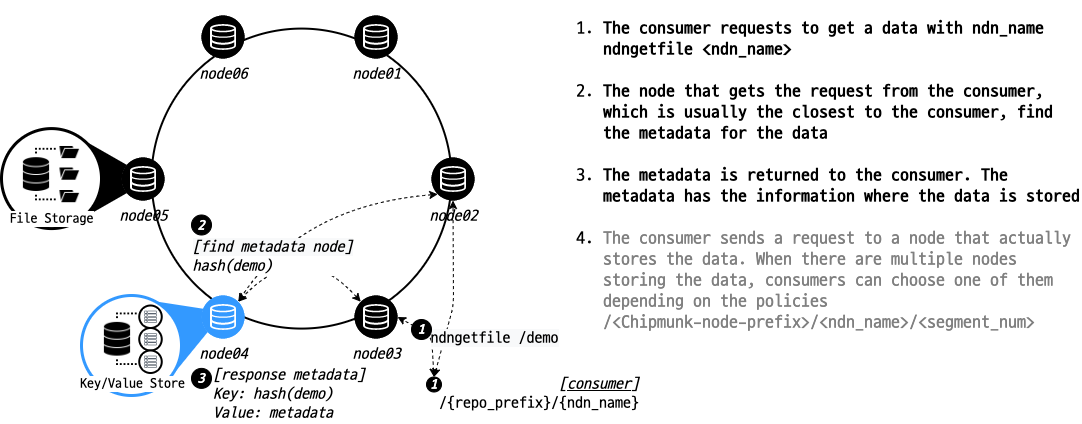 node06
node01
node05
node02
File Storage
2
[find metadata node]
hash(demo)
node04
node03
1
ndngetfile /demo
Key/Value Store
3
[response metadata]
Key: hash(demo)
Value: metadata
1
[consumer]
/{repo_prefix}/{ndn_name}
1. The consumer requests to get a data with ndn_name
ndngetfile <ndn_name>
2. The node that gets the request from the consumer,
which is usually the closest to the consumer, find
the metadata for the data
3. The metadata is returned to the consumer. The
metadata has the information where the data is stored
4. The consumer sends a request to a node that actually
stores the data. When there are multiple nodes
storing the data, consumers can choose one of them
depending on the policies
/<Chipmunk-node-prefix>/<ndn_name>/<segment_num>